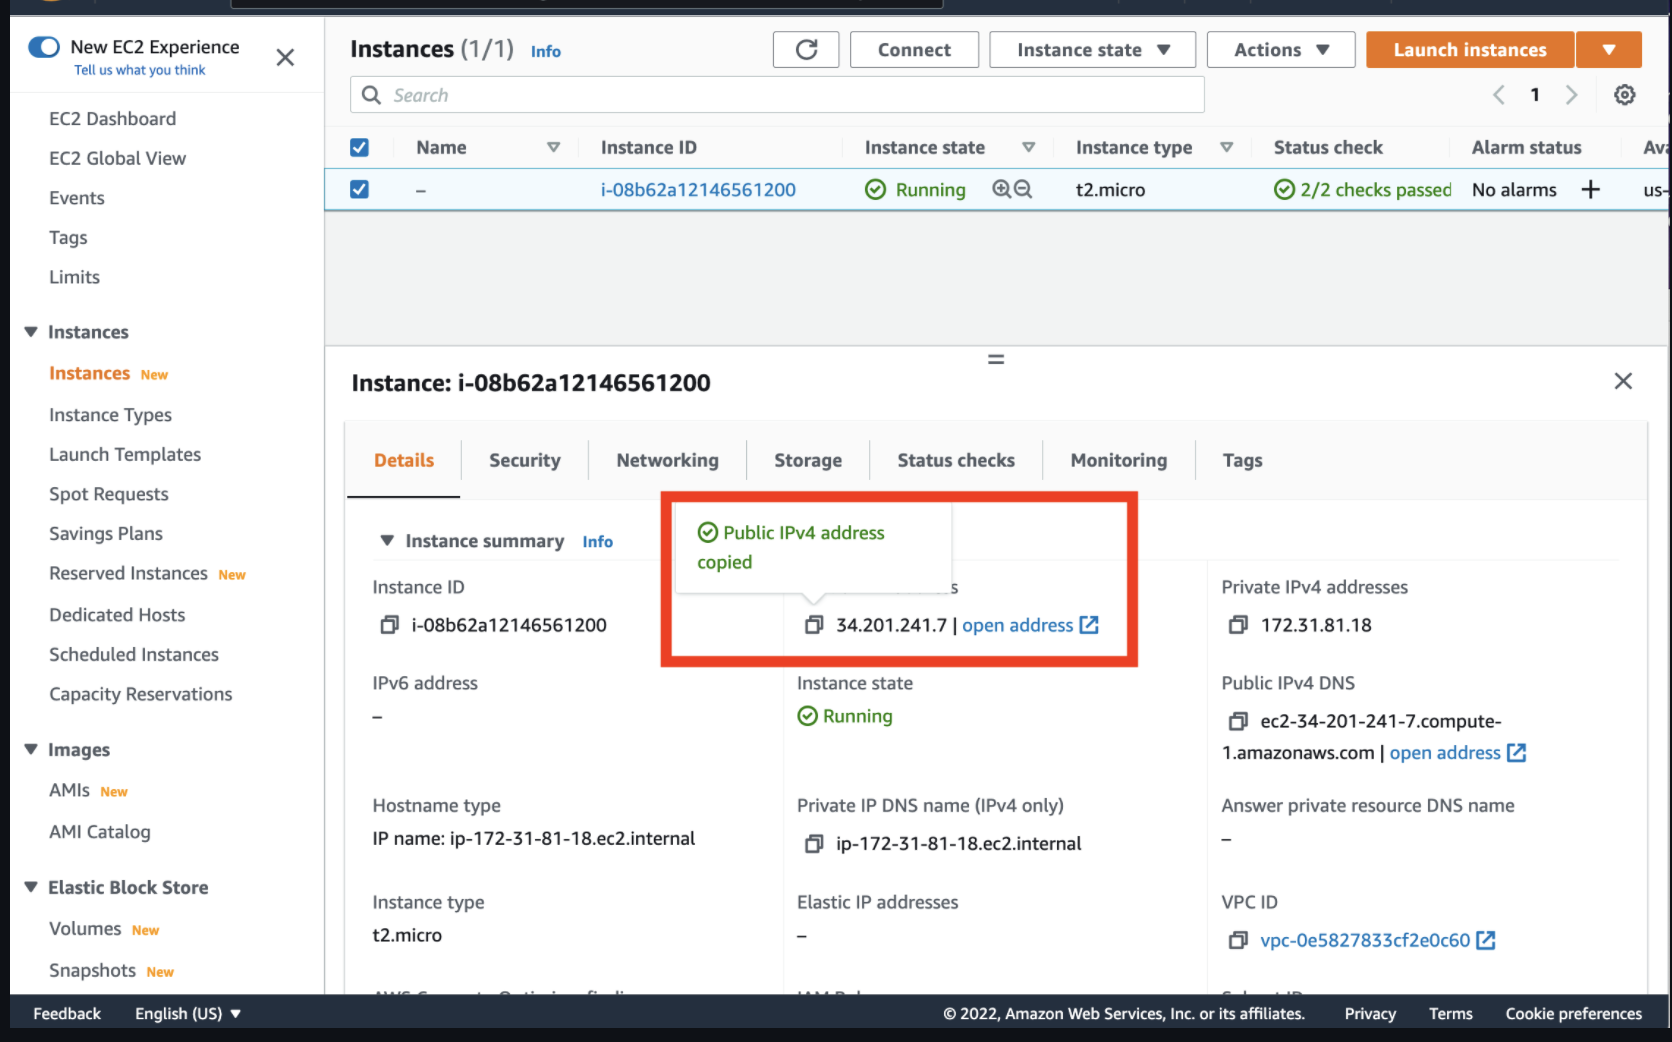 New EC2 Experience
Tell us what you think
EC2 Dashboard
EC2 Global View
Events
Tags
Limits
Instances
Instances New
Instance Types
Launch Templates
Spot Requests
Savings Plans
Reserved Instances New
Dedicated Hosts
Scheduled Instances
Capacity Reservations
Images
AMIs New
AMI Catalog
Elastic Block Store
Volumes New
Snapshots New
Instances (1/1) Info
Connect
Instance state
Actions
Launch instances
Search
1
Name Instance ID Instance state Instance type Status check Alarm status Ava
– i-08b62a12146561200 Running t2.micro 2/2 checks passed No alarms + us-
Instance: i-08b62a12146561200
Details Security Networking Storage Status checks Monitoring Tags
Instance summary Info
Public IPv4 address
copied
Instance ID
i-08b62a12146561200
34.201.241.7 | open address
Private IPv4 addresses
172.31.81.18
IPv6 address
–
Instance state
Running
Public IPv4 DNS
ec2-34-201-241-7.compute-
1.amazonaws.com | open address
Hostname type
IP name: ip-172-31-81-18.ec2.internal
Private IP DNS name (IPv4 only)
ip-172-31-81-18.ec2.internal
Answer private resource DNS name
–
Instance type
t2.micro
Elastic IP addresses
–
VPC ID
vpc-0e5827833cf2e0c60
Feedback English (US) © 2022, Amazon Web Services, Inc. or its affiliates. Privacy Terms Cookie preferences